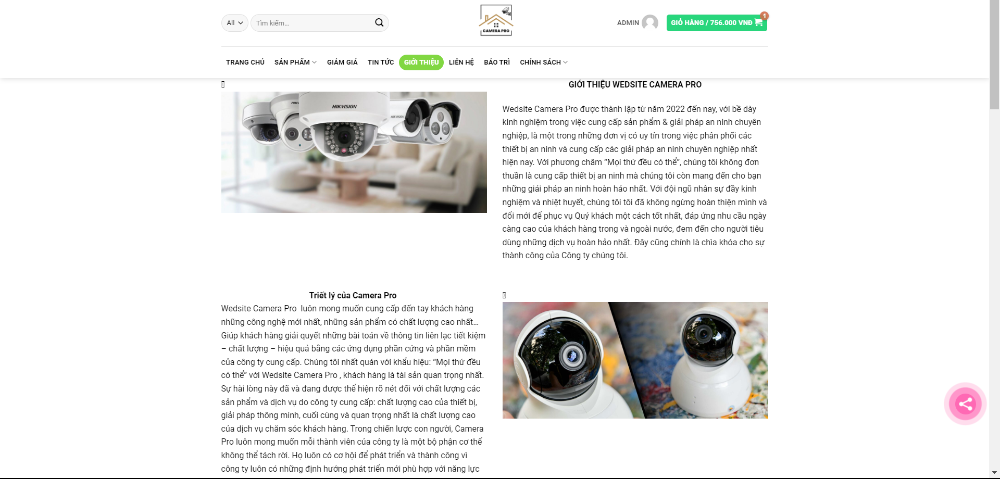 All
Tìm kiếm...
CAMERA PRO
ADMIN
GIỎ HÀNG / 756.000 VNĐ
1
TRANG CHỦ SẢN PHẨM GIẢM GIÁ TIN TỨC GIỚI THIỆU LIÊN HỆ BẢO TRÌ CHÍNH SÁCH
HIKVISION
GIỚI THIỆU WEDSITE CAMERA PRO
Wedsite Camera Pro được thành lập từ năm 2022 đến nay, với bề dày
kinh nghiệm trong việc cung cấp sản phẩm & giải pháp an ninh chuyên
nghiệp, là một trong những đơn vị có uy tín trong việc phân phối các
thiết bị an ninh và cung cấp các giải pháp an ninh chuyên nghiệp nhất
hiện nay. Với phương châm “Mọi thứ đều có thể”, chúng tôi không đơn
thuần là cung cấp thiết bị an ninh mà chúng tôi còn mang đến cho bạn
những giải pháp an ninh hoàn hảo nhất. Với đội ngũ nhân sự đầy kinh
nghiệm và nhiệt huyết, chúng tôi tôi đã không ngừng hoàn thiện mình và
đổi mới để phục vụ Quý khách một cách tốt nhất, đáp ứng nhu cầu ngày
càng cao của khách hàng trong và ngoài nước, đem đến cho người tiêu
dùng những dịch vụ hoàn hảo nhất. Đây cũng chính là chìa khóa cho sự
thành công của Công ty chúng tôi.
Triết lý của Camera Pro
Wedsite Camera Pro  luôn mong muốn cung cấp đến tay khách hàng
những công nghệ mới nhất, những sản phẩm có chất lượng cao nhất...
Giúp khách hàng giải quyết những bài toán về thông tin liên lạc tiết kiệm
– chất lượng – hiệu quả bằng các ứng dụng phần cứng và phần mềm
của công ty cung cấp. Chúng tôi nhất quán với khẩu hiệu: “Mọi thứ đều
có thể” với Wedsite Camera Pro , khách hàng là tài sản quan trọng nhất.
Sự hài lòng này đã và đang được thể hiện rõ nét đối với chất lượng các
sản phẩm và dịch vụ do công ty cung cấp: chất lượng cao của thiết bị,
giải pháp thông minh, cuối cùng và quan trọng nhất là chất lượng cao
của dịch vụ chăm sóc khách hàng. Trong chiến lược con người, Camera
Pro luôn mong muốn mỗi thành viên của công ty là một bộ phận cơ thể
không thể tách rời. Họ luôn có cơ hội để phát triển và thành công vì
công ty luôn có những định hướng phát triển mới phù hợp với năng lực